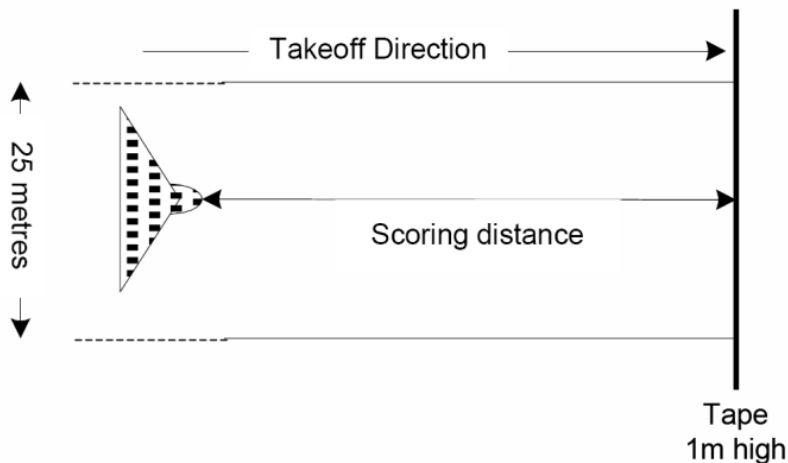 Takeoff Direction
25 metres
Scoring distance
Tape
1m high